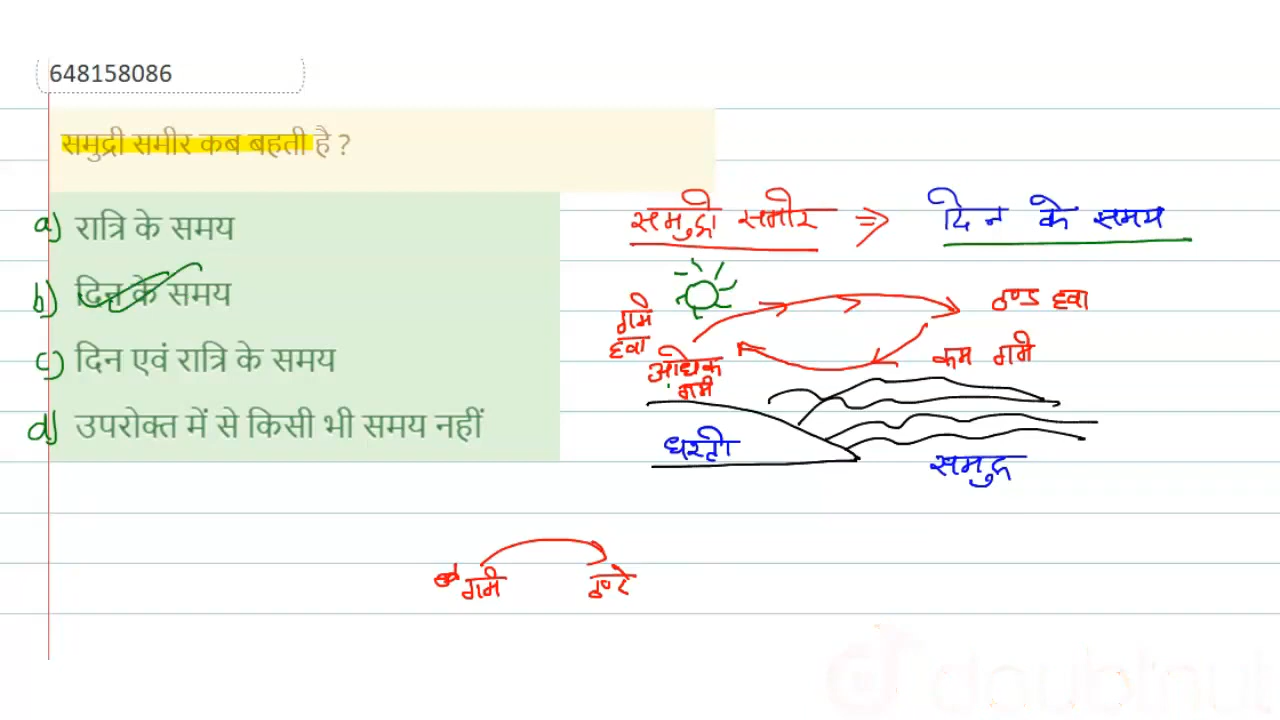 648158086
समुद्री समीर कब बहती है ?
a) रात्रि के समय
b) दिन के समय
c) दिन एवं रात्रि के समय
d) उपरोक्त में से किसी भी समय नहीं
समुद्री समीर ⇒ दिन के समय
गर्म
हवा
ठण्ड हवा
अधिक
गर्म
कम गर्म
धरती
समुद्र
गर्म
ठण्डे
doubtnut